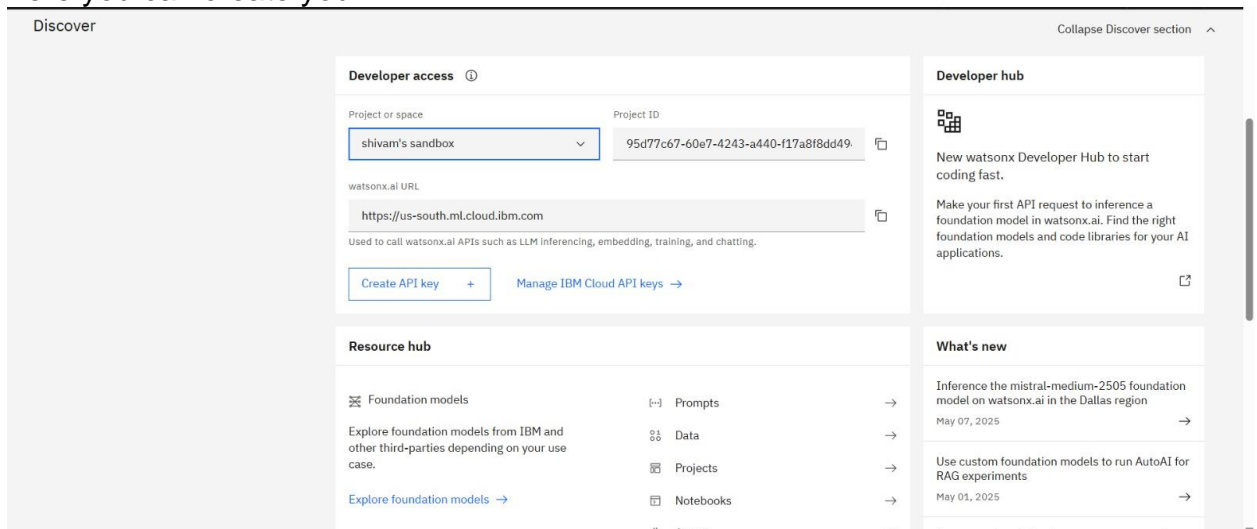 Discover
Collapse Discover section
Developer access
Project or space
Project ID
shivam's sandbox
95d77c67-60e7-4243-a440-f17a8f8dd49
watsonx.ai URL
https://us-south.ml.cloud.ibm.com
Used to call watsonx.ai APIs such as LLM inferencing, embedding, training, and chatting.
Create API key +
Manage IBM Cloud API keys →
Developer hub
New watsonx Developer Hub to start
coding fast.
Make your first API request to inference a
foundation model in watsonx.ai. Find the right
foundation models and code libraries for your AI
applications.
Resource hub
Foundation models
Explore foundation models from IBM and
other third-parties depending on your use
case.
Explore foundation models →
Prompts →
Data →
Projects →
Notebooks →
What's new
Inference the mistral-medium-2505 foundation
model on watsonx.ai in the Dallas region
May 07, 2025 →
Use custom foundation models to run AutoAI for
RAG experiments
May 01, 2025 →